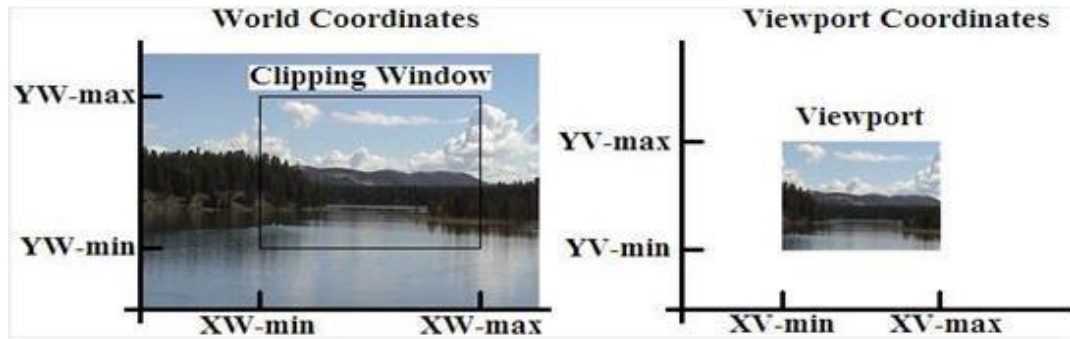 World Coordinates
Clipping Window
YW-max
YW-min
XW-min XW-max
Viewport Coordinates
Viewport
YV-max
YV-min
XV-min XV-max